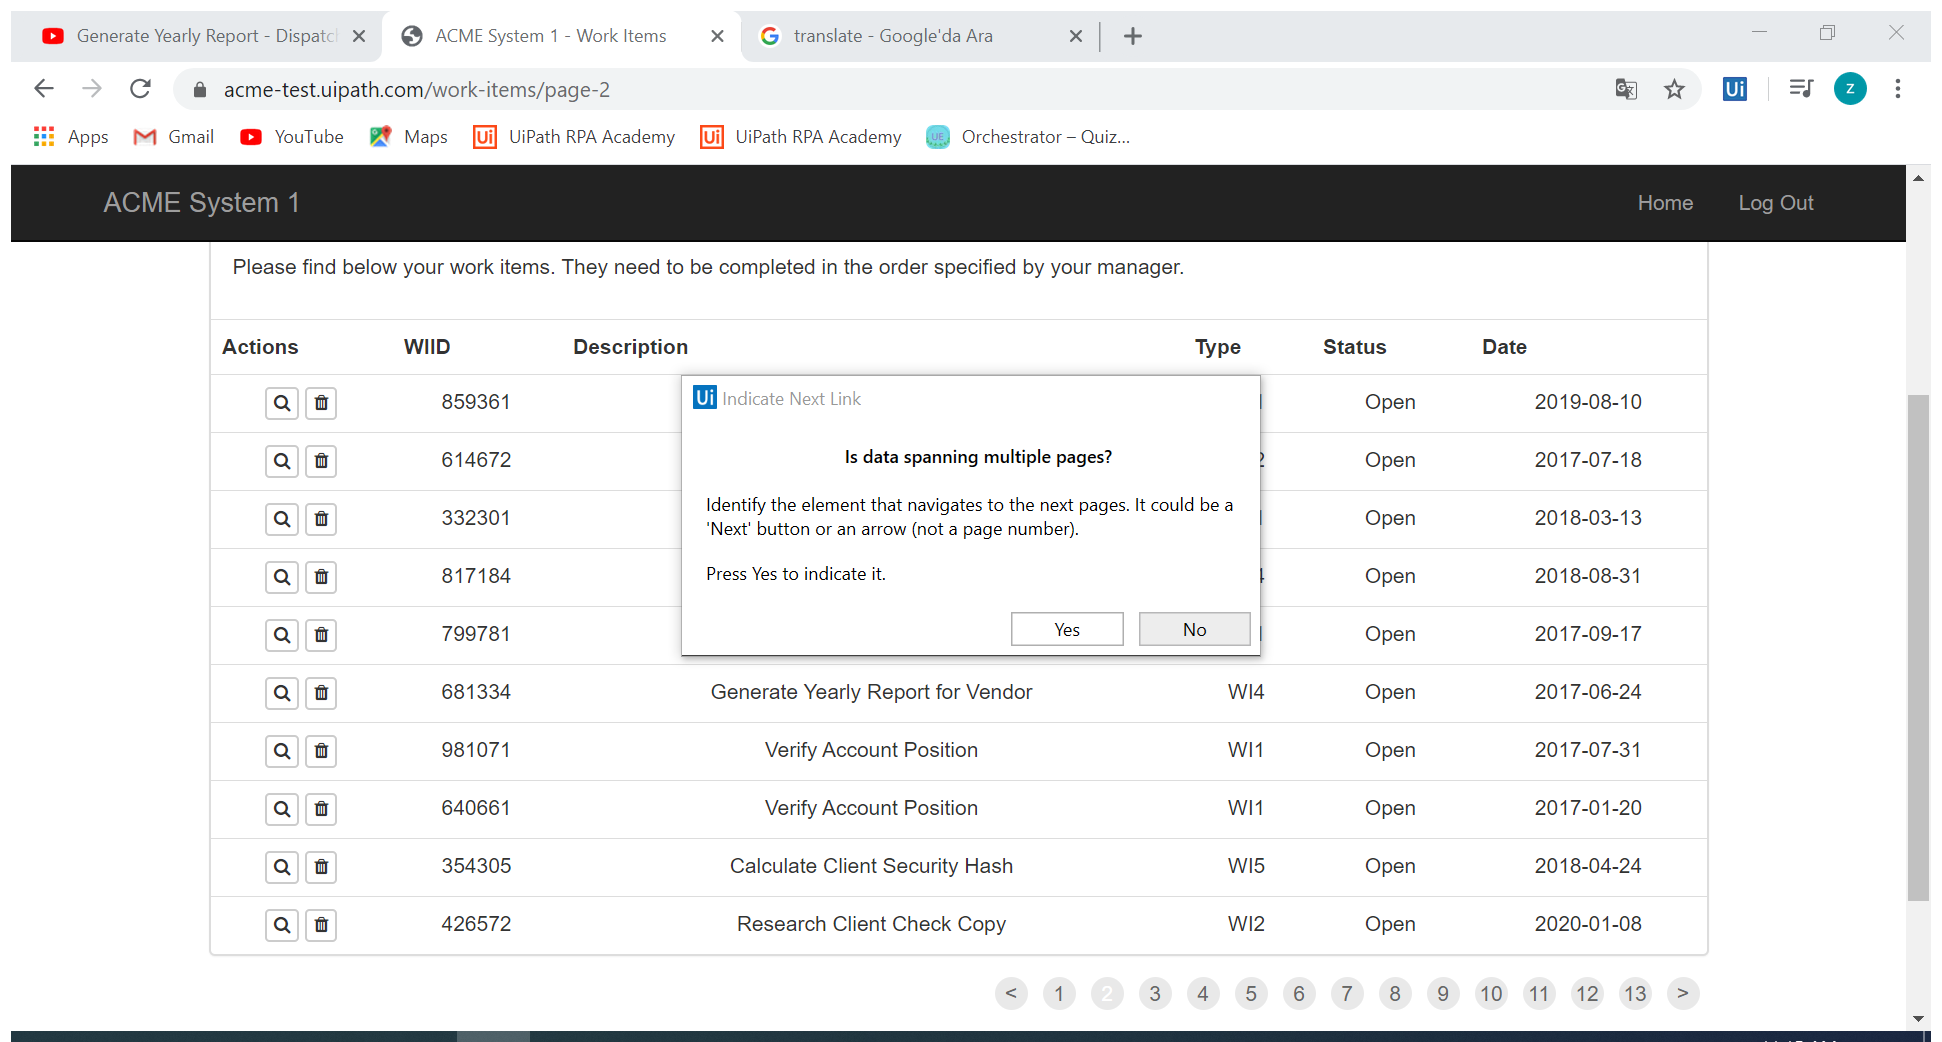 Generate Yearly Report - Dispatcl
ACME System 1 - Work Items
translate - Google'da Ara
acme-test.uipath.com/work-items/page-2
Ui
Z
Apps
Gmail
YouTube
Maps
Ui UiPath RPA Academy
Ui UiPath RPA Academy
UE Orchestrator – Quiz...
ACME System 1
Home
Log Out
Please find below your work items. They need to be completed in the order specified by your manager.
Actions WIID Description Type Status Date
859361 Open 2019-08-10
614672 2 Open 2017-07-18
332301 Open 2018-03-13
817184 4 Open 2018-08-31
799781 Open 2017-09-17
Ui Indicate Next Link
Is data spanning multiple pages?
Identify the element that navigates to the next pages. It could be a
'Next' button or an arrow (not a page number).
Press Yes to indicate it.
Yes No
681334 Generate Yearly Report for Vendor WI4 Open 2017-06-24
981071 Verify Account Position WI1 Open 2017-07-31
640661 Verify Account Position WI1 Open 2017-01-20
354305 Calculate Client Security Hash WI5 Open 2018-04-24
426572 Research Client Check Copy WI2 Open 2020-01-08
< 1 2 3 4 5 6 7 8 9 10 11 12 13 >